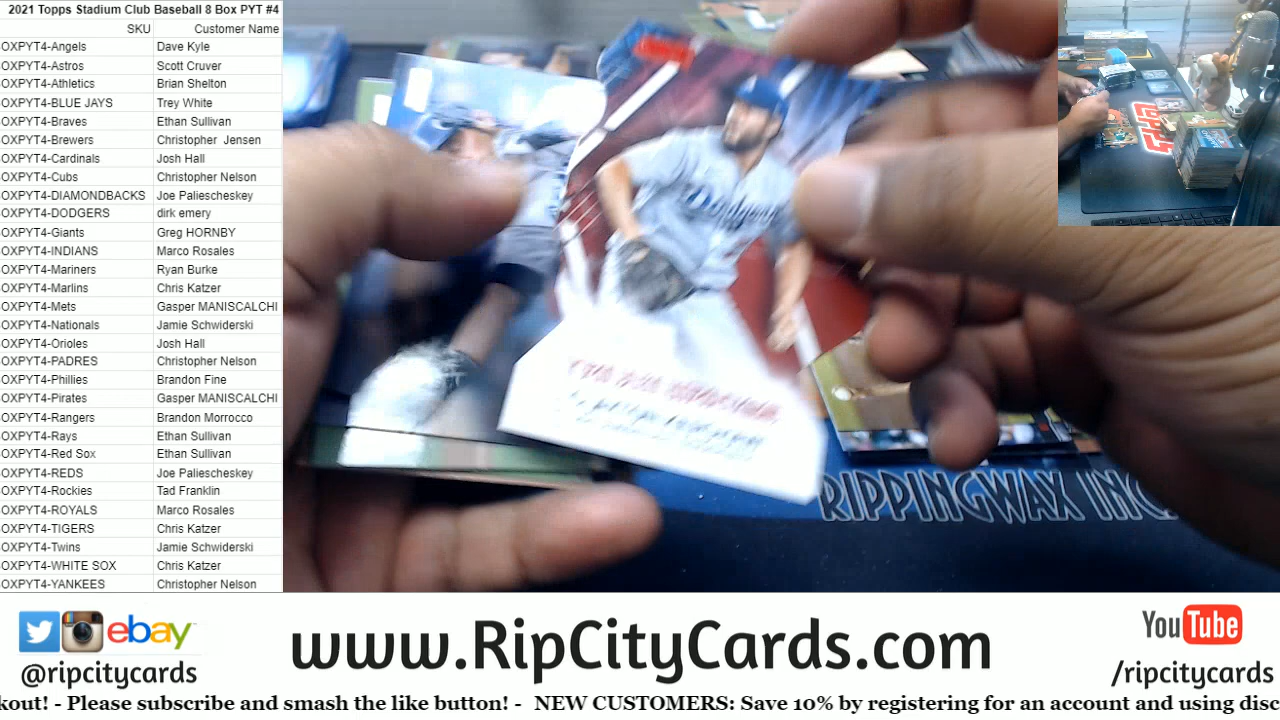 2021 Topps Stadium Club Baseball 8 Box PYT #4
SKU Customer Name
OXPYT4-Angels Dave Kyle
OXPYT4-Astros Scott Cruver
OXPYT4-Athletics Brian Shelton
OXPYT4-BLUE JAYS Trey White
OXPYT4-Braves Ethan Sullivan
OXPYT4-Brewers Christopher Jensen
OXPYT4-Cardinals Josh Hall
OXPYT4-Cubs Christopher Nelson
OXPYT4-DIAMONDBACKS Joe Paliescheskey
OXPYT4-DODGERS dirk emery
OXPYT4-Giants Greg HORNBY
OXPYT4-INDIANS Marco Rosales
OXPYT4-Mariners Ryan Burke
OXPYT4-Marlins Chris Katzer
OXPYT4-Mets Gasper MANISCALCHI
OXPYT4-Nationals Jamie Schwiderski
OXPYT4-Orioles Josh Hall
OXPYT4-PADRES Christopher Nelson
OXPYT4-Phillies Brandon Fine
OXPYT4-Pirates Gasper MANISCALCHI
OXPYT4-Rangers Brandon Morrocco
OXPYT4-Rays Ethan Sullivan
OXPYT4-Red Sox Ethan Sullivan
OXPYT4-REDS Joe Paliescheskey
OXPYT4-Rockies Tad Franklin
OXPYT4-ROYALS Marco Rosales
OXPYT4-TIGERS Chris Katzer
OXPYT4-Twins Jamie Schwiderski
OXPYT4-WHITE SOX Chris Katzer
OXPYT4-YANKEES Christopher Nelson
Dodgers
TOPPS
RIPPINGWAX INC.
ebay
@ripcitycards
www.RipCityCards.com
YouTube
/ripcitycards
kout! - Please subscribe and smash the like button! - NEW CUSTOMERS: Save 10% by registering for an account and using disc